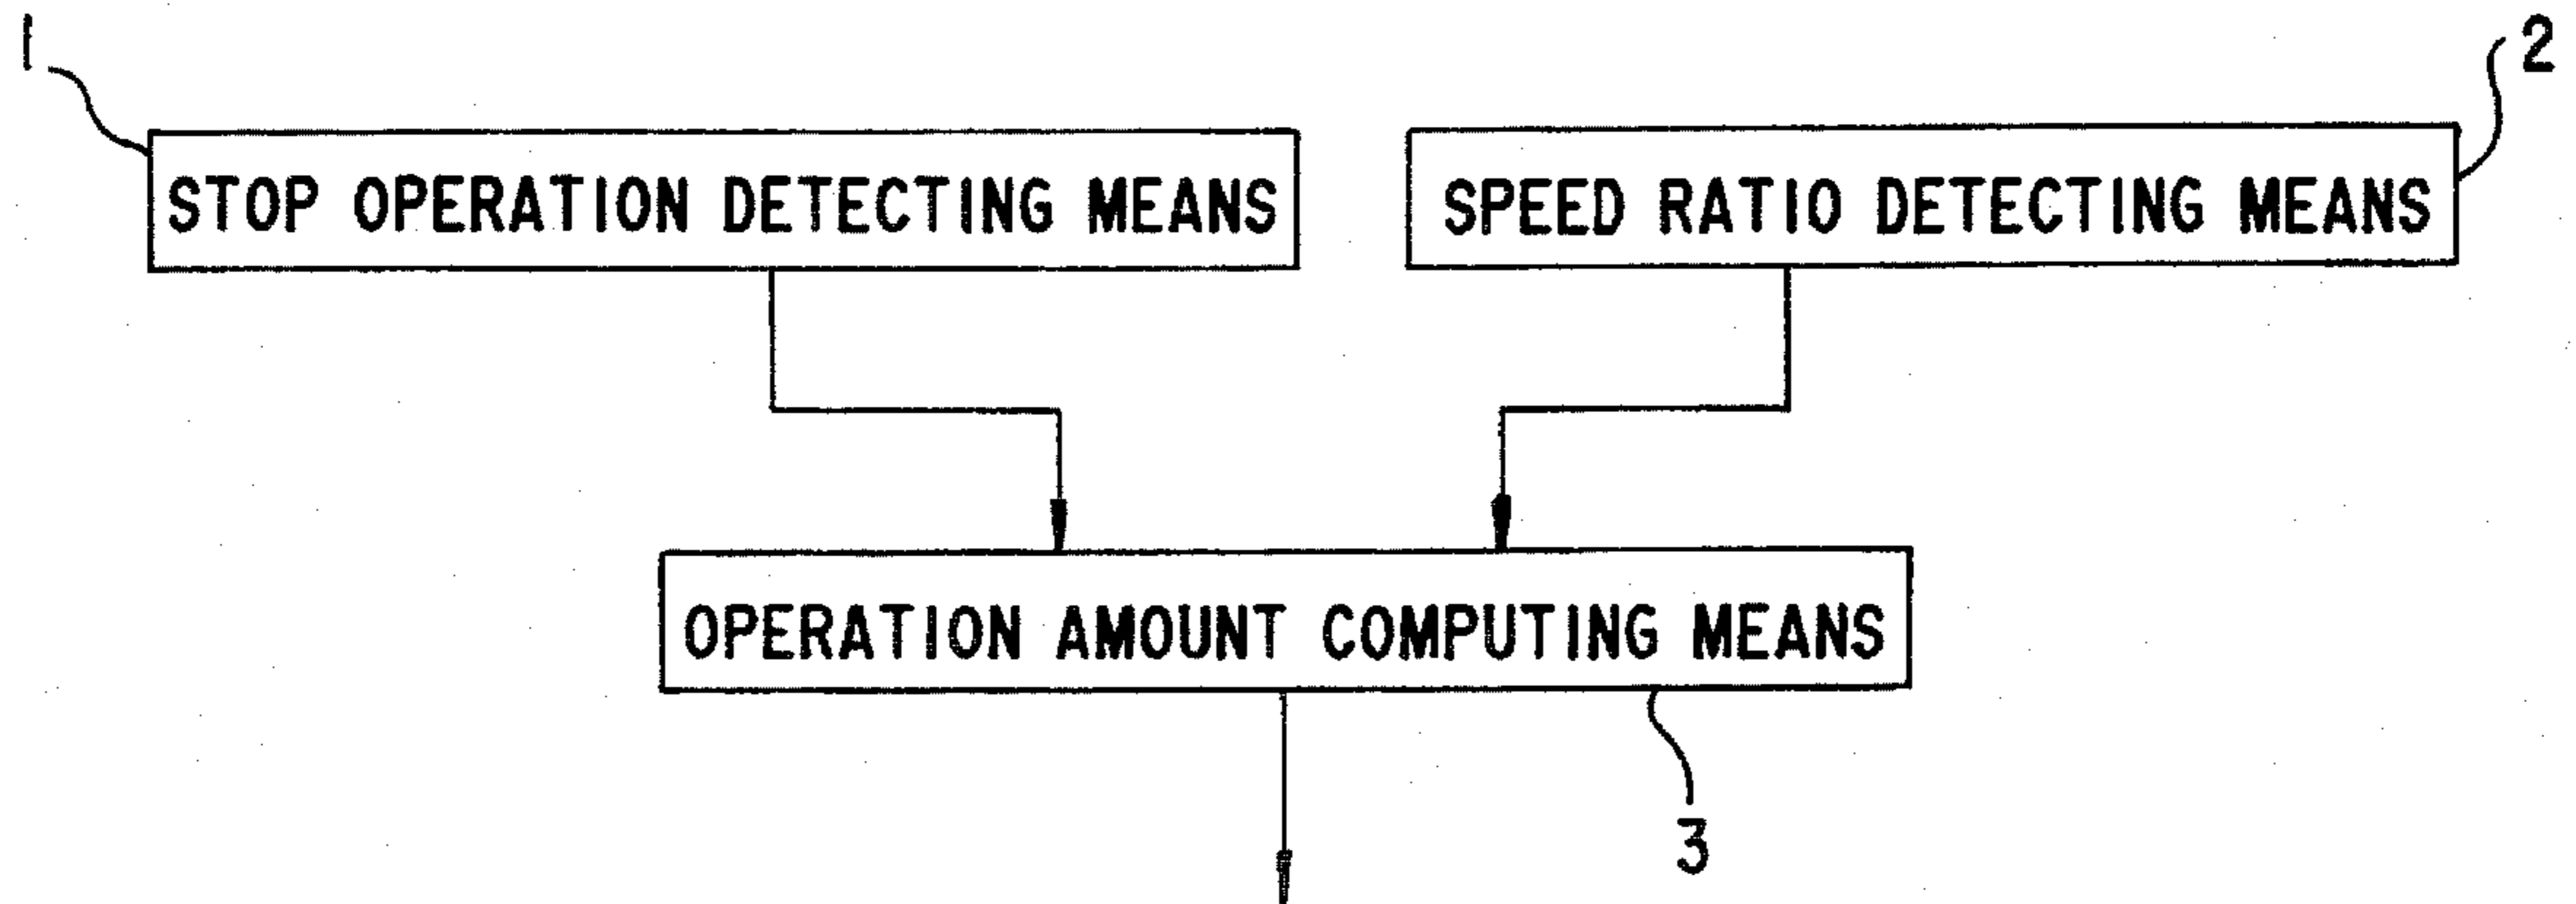 1
2
STOP OPERATION DETECTING MEANS
SPEED RATIO DETECTING MEANS
OPERATION AMOUNT COMPUTING MEANS
3